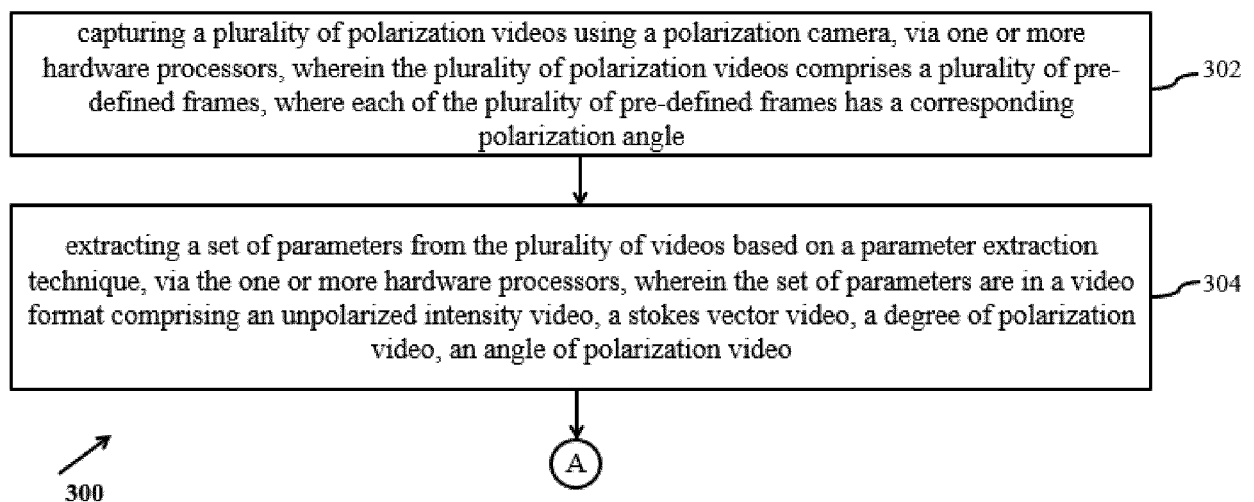 capturing a plurality of polarization videos using a polarization camera, via one or more
hardware processors, wherein the plurality of polarization videos comprises a plurality of pre-
defined frames, where each of the plurality of pre-defined frames has a corresponding
polarization angle
302
extracting a set of parameters from the plurality of videos based on a parameter extraction
technique, via the one or more hardware processors, wherein the set of parameters are in a video
format comprising an unpolarized intensity video, a stokes vector video, a degree of polarization
video, an angle of polarization video
304
A
300